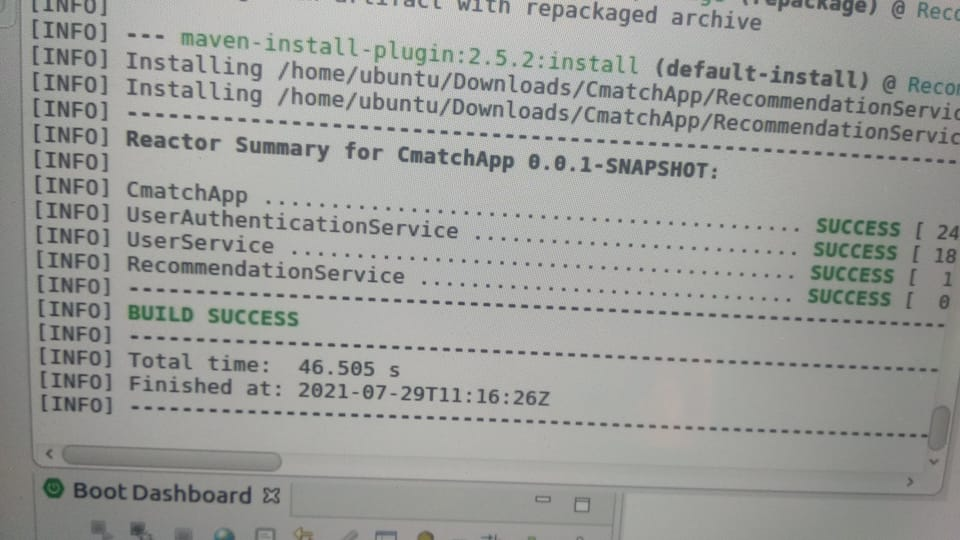 [INFO]
artifact with repackaged archive (repackage) @ Reco
[INFO] --- maven-install-plugin:2.5.2:install (default-install) @ Recom
[INFO] Installing /home/ubuntu/Downloads/CmatchApp/RecommendationServic
[INFO] Installing /home/ubuntu/Downloads/CmatchApp/RecommendationServic
[INFO] ------------------------------------------------------------------------
[INFO] Reactor Summary for CmatchApp 0.0.1-SNAPSHOT:
[INFO]
[INFO] CmatchApp .......................................... SUCCESS [ 24
[INFO] UserAuthenticationService .......................... SUCCESS [ 18
[INFO] UserService ........................................ SUCCESS [ 1
[INFO] RecommendationService .............................. SUCCESS [ 0
[INFO] ------------------------------------------------------------------------
[INFO] BUILD SUCCESS
[INFO] ------------------------------------------------------------------------
[INFO] Total time: 46.505 s
[INFO] Finished at: 2021-07-29T11:16:26Z
[INFO] ------------------------------------------------------------------------
Boot Dashboard